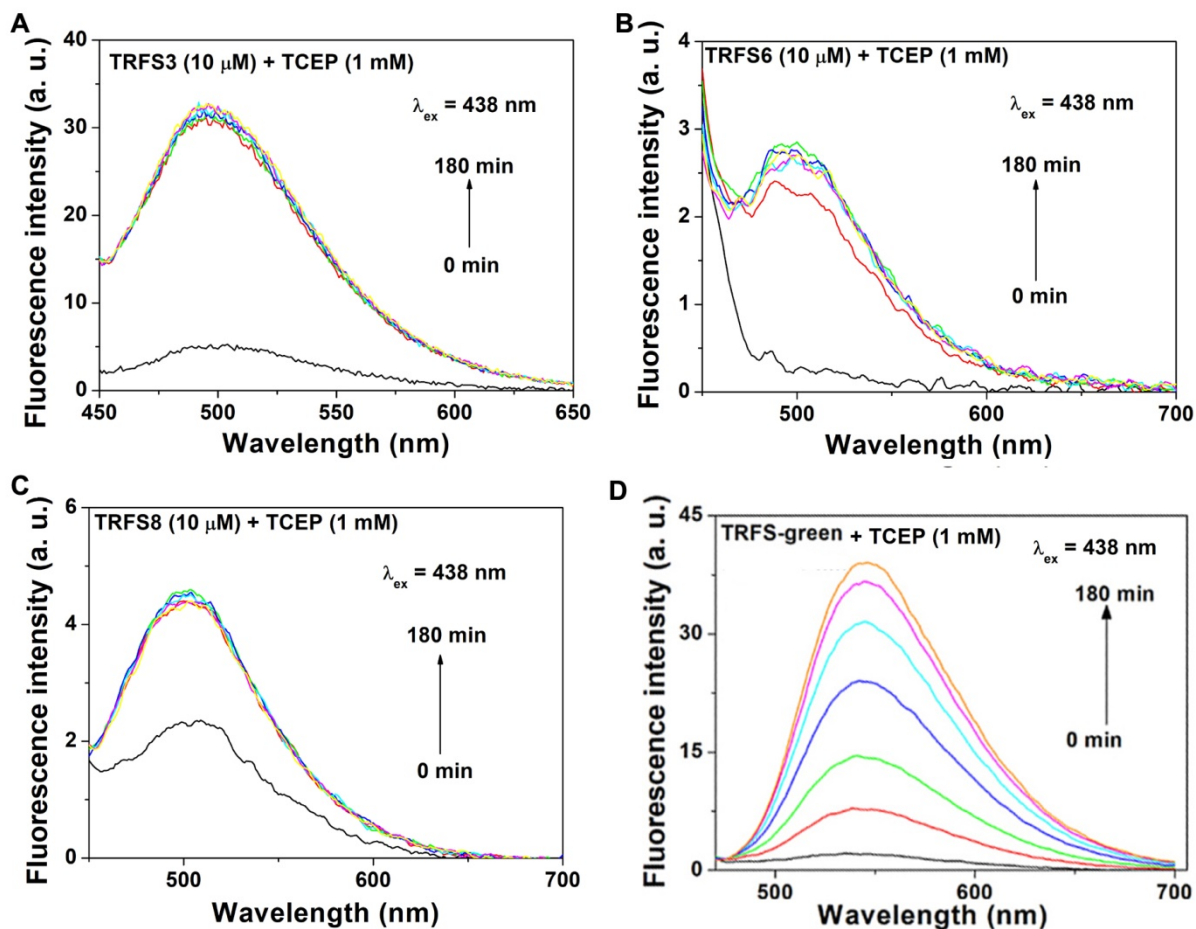 A
TRFS3 (10 μM) + TCEP (1 mM)
λex = 438 nm
180 min
0 min
40
30
20
10
0
450 500 550 600 650
Wavelength (nm)
Fluorescence intensity (a. u.)
B
TRFS6 (10 μM) + TCEP (1 mM)
λex = 438 nm
180 min
0 min
4
3
2
1
0
500 600 700
Wavelength (nm)
Fluorescence intensity (a. u.)
C
TRFS8 (10 μM) + TCEP (1 mM)
λex = 438 nm
180 min
0 min
6
4
2
0
500 600 700
Wavelength (nm)
Fluorescence intensity (a. u.)
D
TRFS-green + TCEP (1 mM)
λex = 438 nm
180 min
0 min
45
30
15
0
500 600 700
Wavelength (nm)
Fluorescence intensity (a. u.)